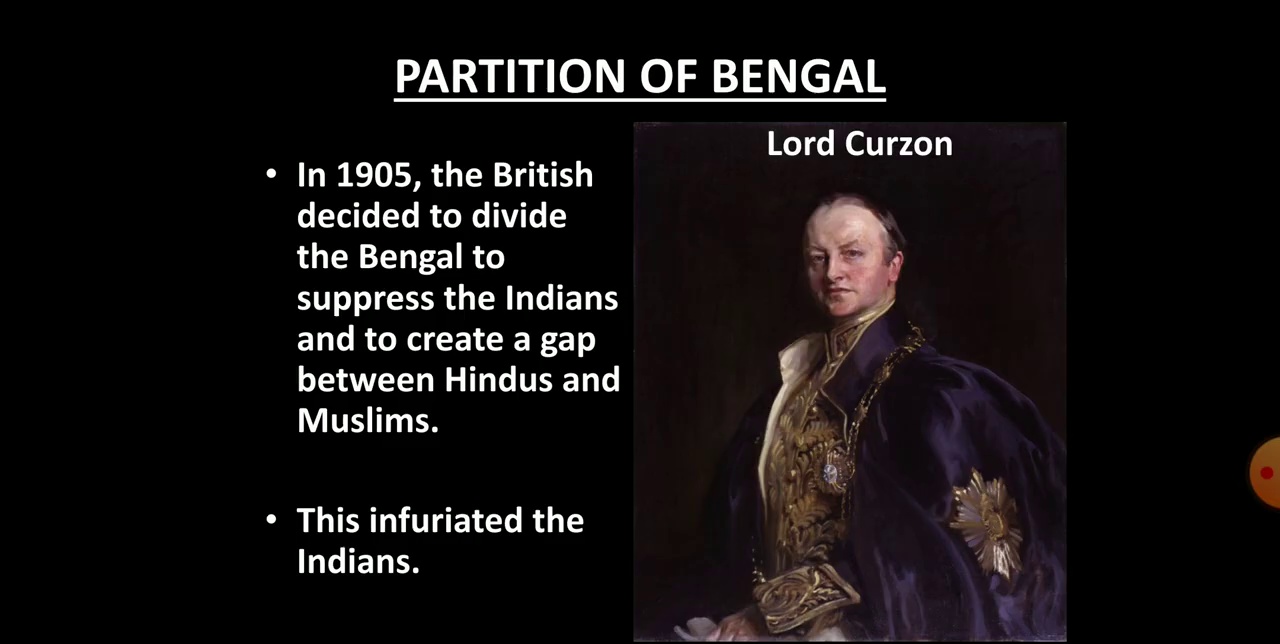 PARTITION OF BENGAL
• In 1905, the British
decided to divide
the Bengal to
suppress the Indians
and to create a gap
between Hindus and
Muslims.
• This infuriated the
Indians.
Lord Curzon